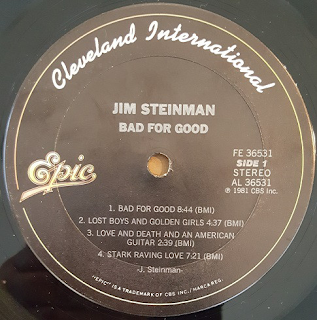 Cleveland International
JIM STEINMAN
BAD FOR GOOD
Epic
FE 36531
SIDE 1
STEREO
AL 36531
℗ 1981 CBS Inc.
1. BAD FOR GOOD 8:44 (BMI)
2. LOST BOYS AND GOLDEN GIRLS 4:37 (BMI)
3. LOVE AND DEATH AND AN AMERICAN
GUITAR 2:39 (BMI)
4. STARK RAVING LOVE 7:21 (BMI)
-J. Steinman-
"EPIC" IS A TRADEMARK OF CBS INC./MARCA REG.